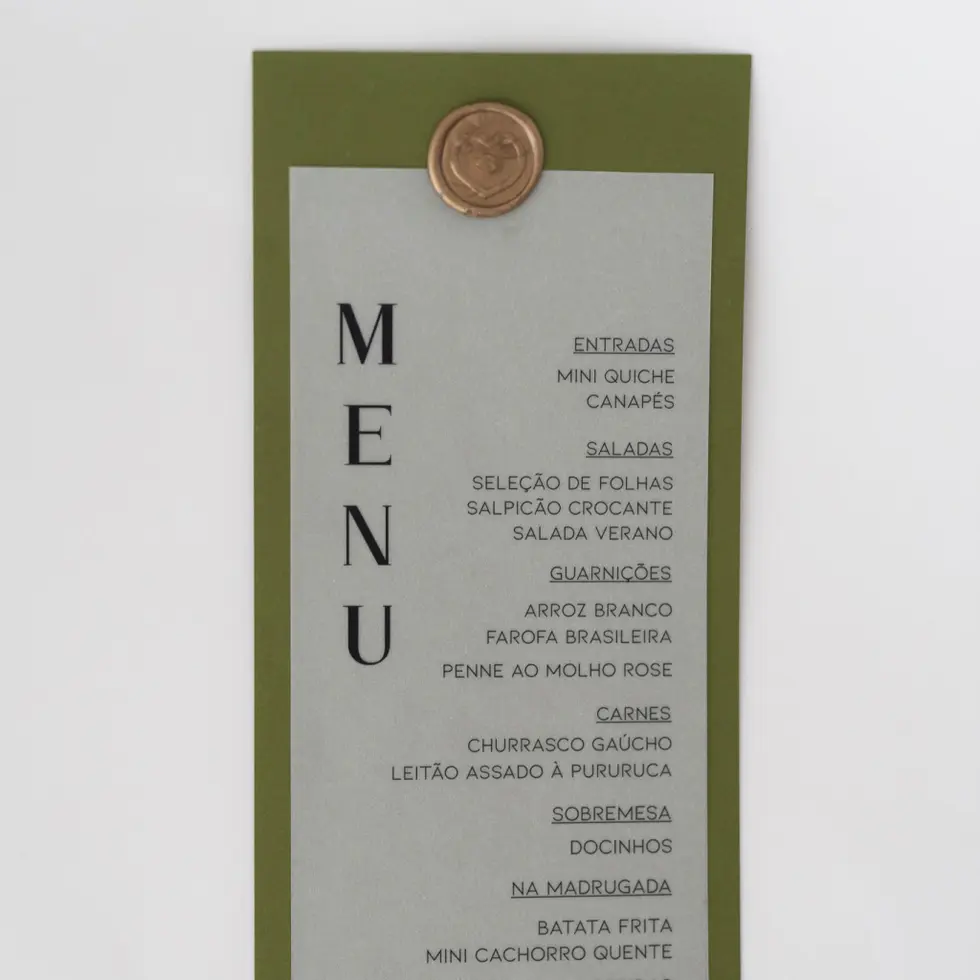 MENU
ENTRADAS
MINI QUICHE
CANAPÉS
SALADAS
SELEÇÃO DE FOLHAS
SALPICÃO CROCANTE
SALADA VERANO
GUARNIÇÕES
ARROZ BRANCO
FAROFA BRASILEIRA
PENNE AO MOLHO ROSE
CARNES
CHURRASCO GAÚCHO
LEITÃO ASSADO À PURURUCA
SOBREMESA
DOCINHOS
NA MADRUGADA
BATATA FRITA
MINI CACHORRO QUENTE